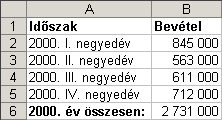 A B
1 Időszak Bevétel
2 2000. I. negyedév 845 000
3 2000. II. negyedév 563 000
4 2000. III. negyedév 611 000
5 2000. IV. negyedév 712 000
6 2000. év összesen: 2 731 000